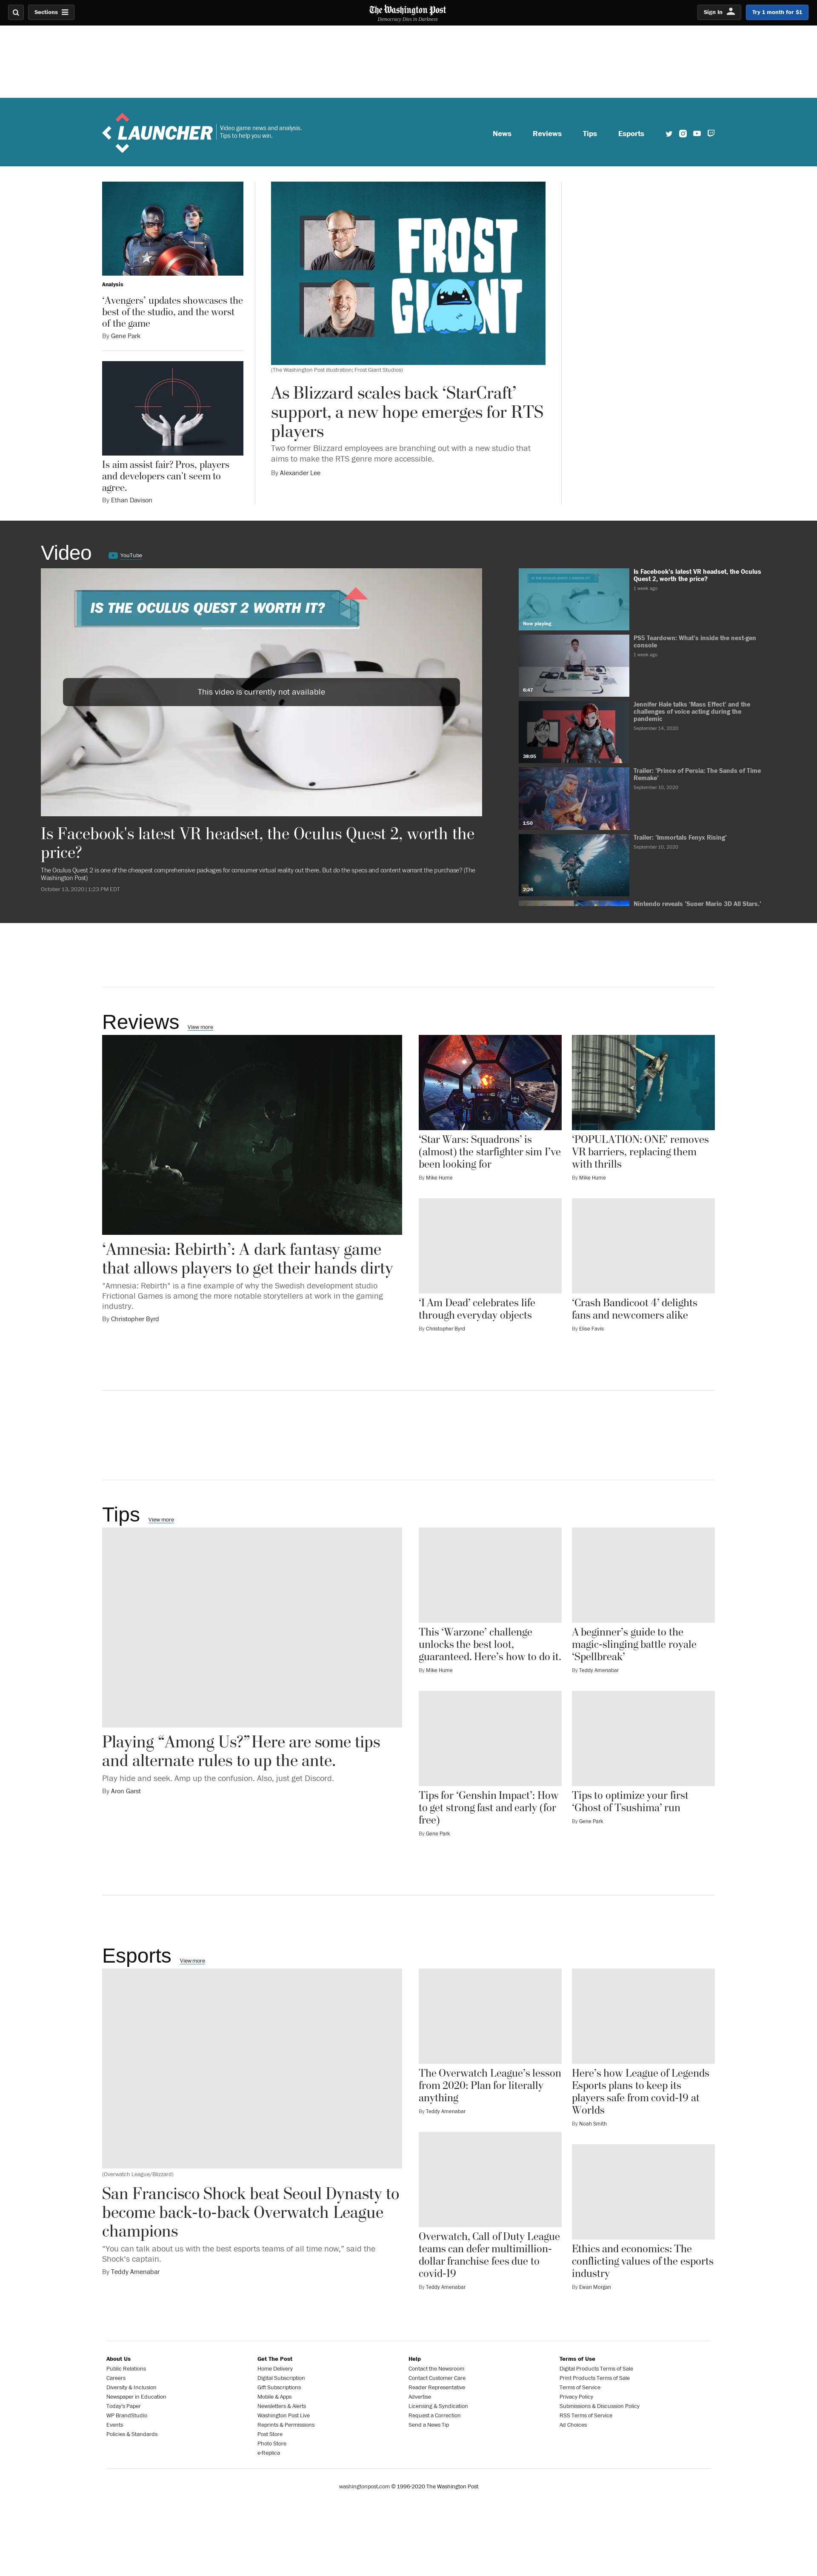 Sections
The Washington Post
Democracy Dies in Darkness
Sign In
Try 1 month for $1
LAUNCHER
Video game news and analysis.
Tips to help you win.
News
Reviews
Tips
Esports
Analysis
‘Avengers’ updates showcases the
best of the studio, and the worst
of the game
By Gene Park
Is aim assist fair? Pros, players
and developers can’t seem to
agree.
By Ethan Davison
FROST
GIANT
(The Washington Post illustration; Frost Giant Studios)
As Blizzard scales back ‘StarCraft’
support, a new hope emerges for RTS
players
Two former Blizzard employees are branching out with a new studio that
aims to make the RTS genre more accessible.
By Alexander Lee
Video
YouTube
IS THE OCULUS QUEST 2 WORTH IT?
This video is currently not available
Is Facebook's latest VR headset, the Oculus Quest 2, worth the
price?
The Oculus Quest 2 is one of the cheapest comprehensive packages for consumer virtual reality out there. But do the specs and content warrant the purchase? (The
Washington Post)
October 13, 2020 | 1:23 PM EDT
IS THE OCULUS QUEST 2 WORTH IT?
Now playing
Is Facebook's latest VR headset, the Oculus
Quest 2, worth the price?
1 week ago
6:47
PS5 Teardown: What's inside the next-gen
console
1 week ago
38:05
Jennifer Hale talks 'Mass Effect' and the
challenges of voice acting during the
pandemic
September 14, 2020
1:50
Trailer: 'Prince of Persia: The Sands of Time
Remake'
September 10, 2020
2:26
Trailer: 'Immortals Fenyx Rising'
September 10, 2020
Nintendo reveals 'Super Mario 3D All Stars,'
Reviews
View more
‘Amnesia: Rebirth’: A dark fantasy game
that allows players to get their hands dirty
"Amnesia: Rebirth" is a fine example of why the Swedish development studio
Frictional Games is among the more notable storytellers at work in the gaming
industry.
By Christopher Byrd
‘Star Wars: Squadrons’ is
(almost) the starfighter sim I’ve
been looking for
By Mike Hume
‘POPULATION: ONE’ removes
VR barriers, replacing them
with thrills
By Mike Hume
‘I Am Dead’ celebrates life
through everyday objects
By Christopher Byrd
‘Crash Bandicoot 4’ delights
fans and newcomers alike
By Elise Favis
Tips
View more
Playing “Among Us?” Here are some tips
and alternate rules to up the ante.
Play hide and seek. Amp up the confusion. Also, just get Discord.
By Aron Garst
This ‘Warzone’ challenge
unlocks the best loot,
guaranteed. Here’s how to do it.
By Mike Hume
A beginner’s guide to the
magic-slinging battle royale
‘Spellbreak’
By Teddy Amenabar
Tips for ‘Genshin Impact’: How
to get strong fast and early (for
free)
By Gene Park
Tips to optimize your first
‘Ghost of Tsushima’ run
By Gene Park
Esports
View more
(Overwatch League/Blizzard)
San Francisco Shock beat Seoul Dynasty to
become back-to-back Overwatch League
champions
"You can talk about us with the best esports teams of all time now," said the
Shock's captain.
By Teddy Amenabar
The Overwatch League’s lesson
from 2020: Plan for literally
anything
By Teddy Amenabar
Here’s how League of Legends
Esports plans to keep its
players safe from covid-19 at
Worlds
By Noah Smith
Overwatch, Call of Duty League
teams can defer multimillion-
dollar franchise fees due to
covid-19
By Teddy Amenabar
Ethics and economics: The
conflicting values of the esports
industry
By Ewan Morgan
About Us
Public Relations
Careers
Diversity & Inclusion
Newspaper in Education
Today's Paper
WP BrandStudio
Events
Policies & Standards
Get The Post
Home Delivery
Digital Subscription
Gift Subscriptions
Mobile & Apps
Newsletters & Alerts
Washington Post Live
Reprints & Permissions
Post Store
Photo Store
e-Replica
Help
Contact the Newsroom
Contact Customer Care
Reader Representative
Advertise
Licensing & Syndication
Request a Correction
Send a News Tip
Terms of Use
Digital Products Terms of Sale
Print Products Terms of Sale
Terms of Service
Privacy Policy
Submissions & Discussion Policy
RSS Terms of Service
Ad Choices
washingtonpost.com © 1996-2020 The Washington Post